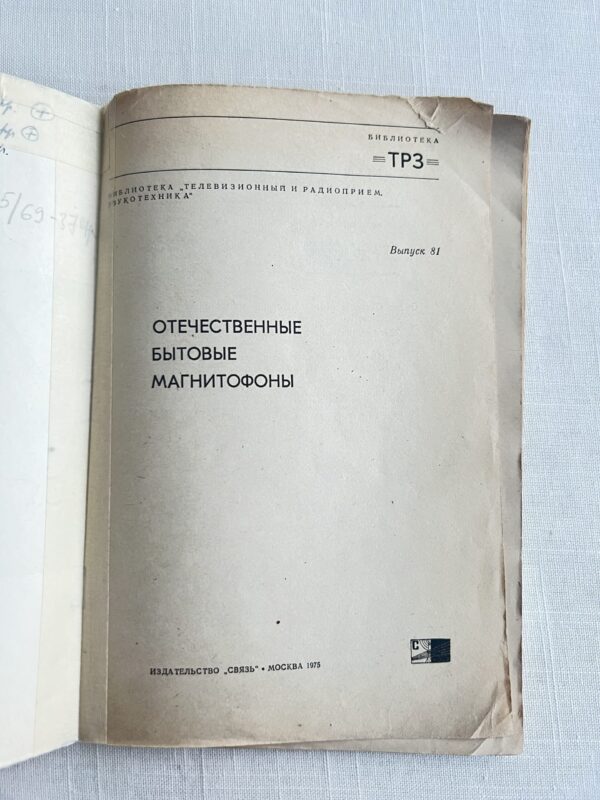 БИБЛИОТЕКА
ТРЗ
БИБЛИОТЕКА „ТЕЛЕВИЗИОННЫЙ И РАДИОПРИЕМ.
ЗВУКОТЕХНИКА“
Выпуск 81
ОТЕЧЕСТВЕННЫЕ
БЫТОВЫЕ
МАГНИТОФОНЫ
С
ИЗДАТЕЛЬСТВО „СВЯЗЬ“ • МОСКВА 1975